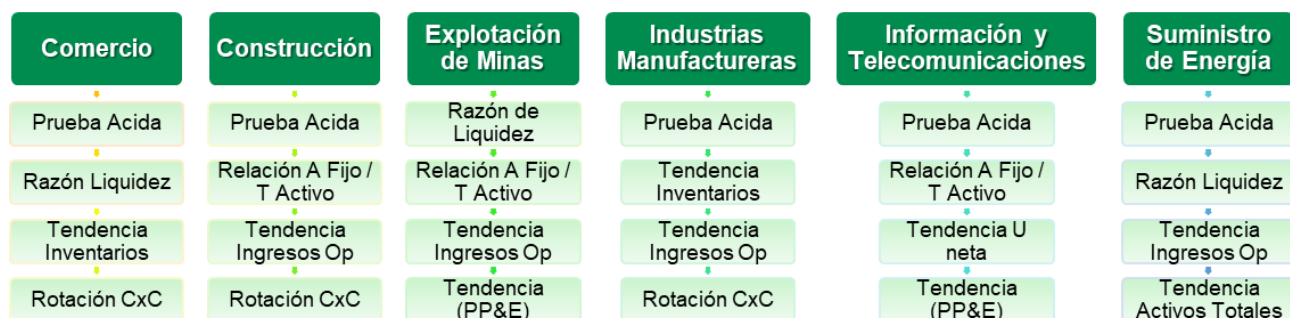 Comercio
Prueba Acida
Razón Liquidez
Tendencia
Inventarios
Rotación CxC
Construcción
Prueba Acida
Relación A Fijo /
T Activo
Tendencia
Ingresos Op
Rotación CxC
Explotación
de Minas
Razón de
Liquidez
Relación A Fijo /
T Activo
Tendencia
Ingresos Op
Tendencia
(PP&E)
Industrias
Manufactureras
Prueba Acida
Tendencia
Inventarios
Tendencia
Ingresos Op
Rotación CxC
Información y
Telecomunicaciones
Prueba Acida
Relación A Fijo /
T Activo
Tendencia U
neta
Tendencia
(PP&E)
Suministro
de Energía
Prueba Acida
Razón Liquidez
Tendencia
Ingresos Op
Tendencia
Activos Totales